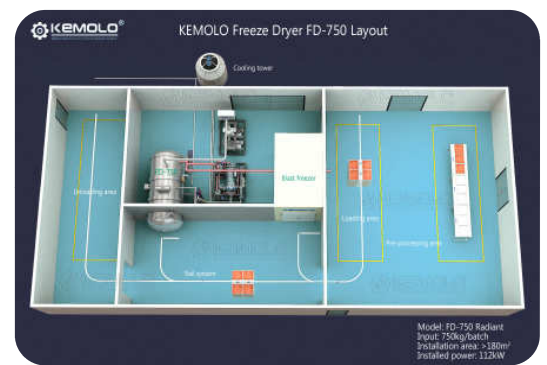 KEMOLO®
KEMOLO Freeze Dryer FD-750 Layout
Cooling tower
Unloading area
Blast freezer
Loading area
Pre-processing area
Rail system
KEMOLO
Model: FD-750 Radiant
Input: 750kg/batch
Installation area: >180m²
Installed power: 112kW